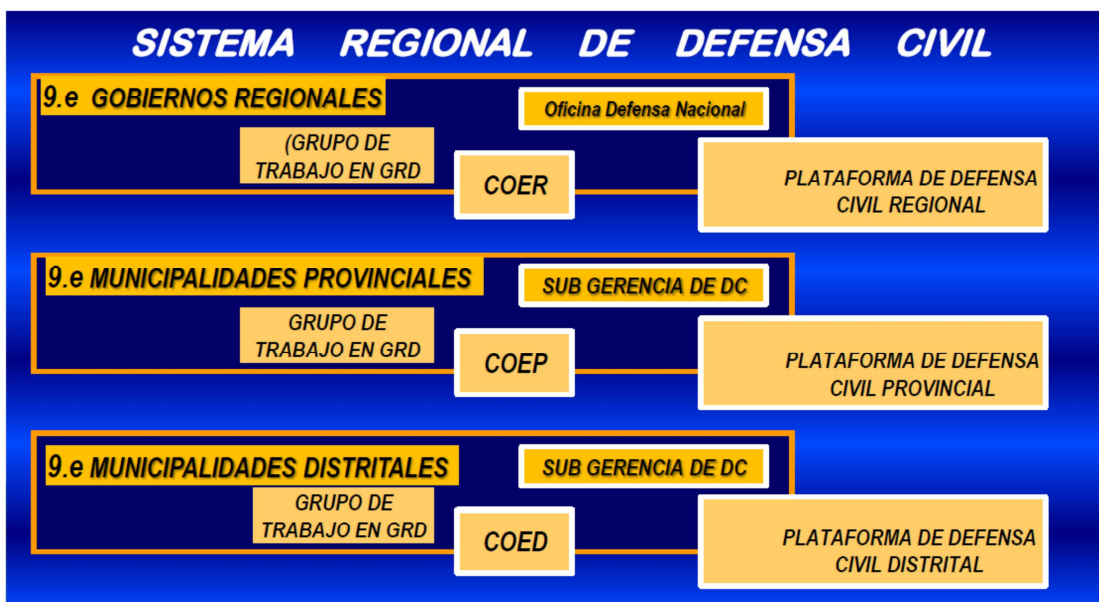 SISTEMA REGIONAL DE DEFENSA CIVIL
9.e GOBIERNOS REGIONALES
Oficina Defensa Nacional
(GRUPO DE
TRABAJO EN GRD
COER
PLATAFORMA DE DEFENSA
CIVIL REGIONAL
9.e MUNICIPALIDADES PROVINCIALES
SUB GERENCIA DE DC
GRUPO DE
TRABAJO EN GRD
COEP
PLATAFORMA DE DEFENSA
CIVIL PROVINCIAL
9.e MUNICIPALIDADES DISTRITALES
SUB GERENCIA DE DC
GRUPO DE
TRABAJO EN GRD
COED
PLATAFORMA DE DEFENSA
CIVIL DISTRITAL